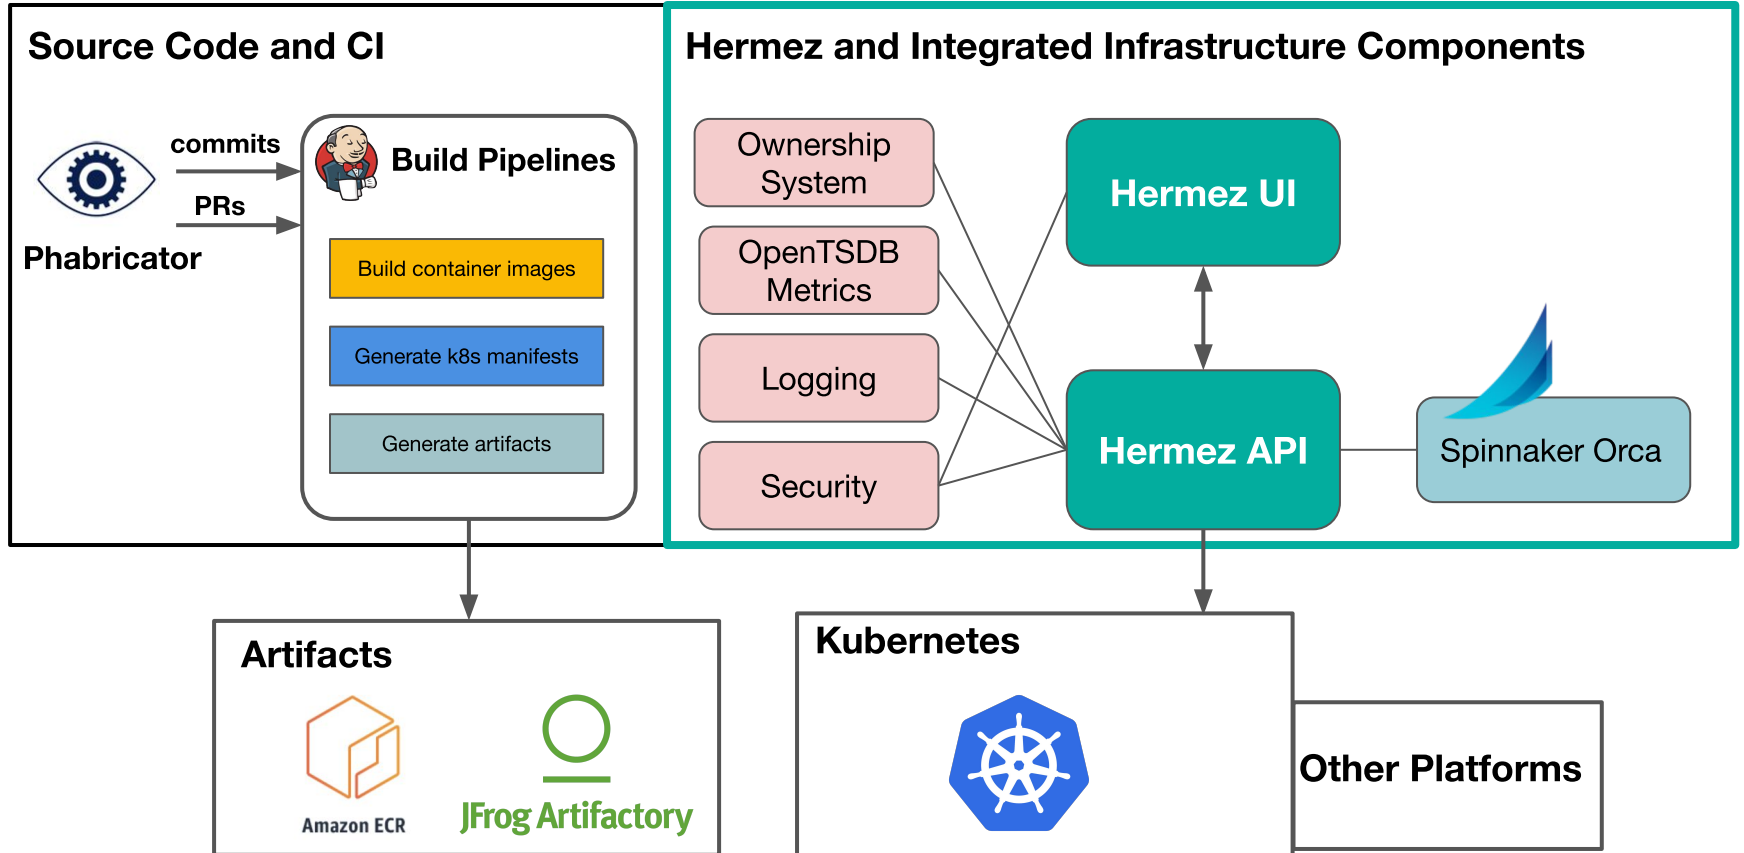 Source Code and CI
Phabricator
commits
PRs
Build Pipelines
Build container images
Generate k8s manifests
Generate artifacts
Hermez and Integrated Infrastructure Components
Ownership
System
OpenTSDB
Metrics
Logging
Security
Hermez UI
Hermez API
Spinnaker Orca
Artifacts
Amazon ECR
JFrog Artifactory
Kubernetes
Other Platforms